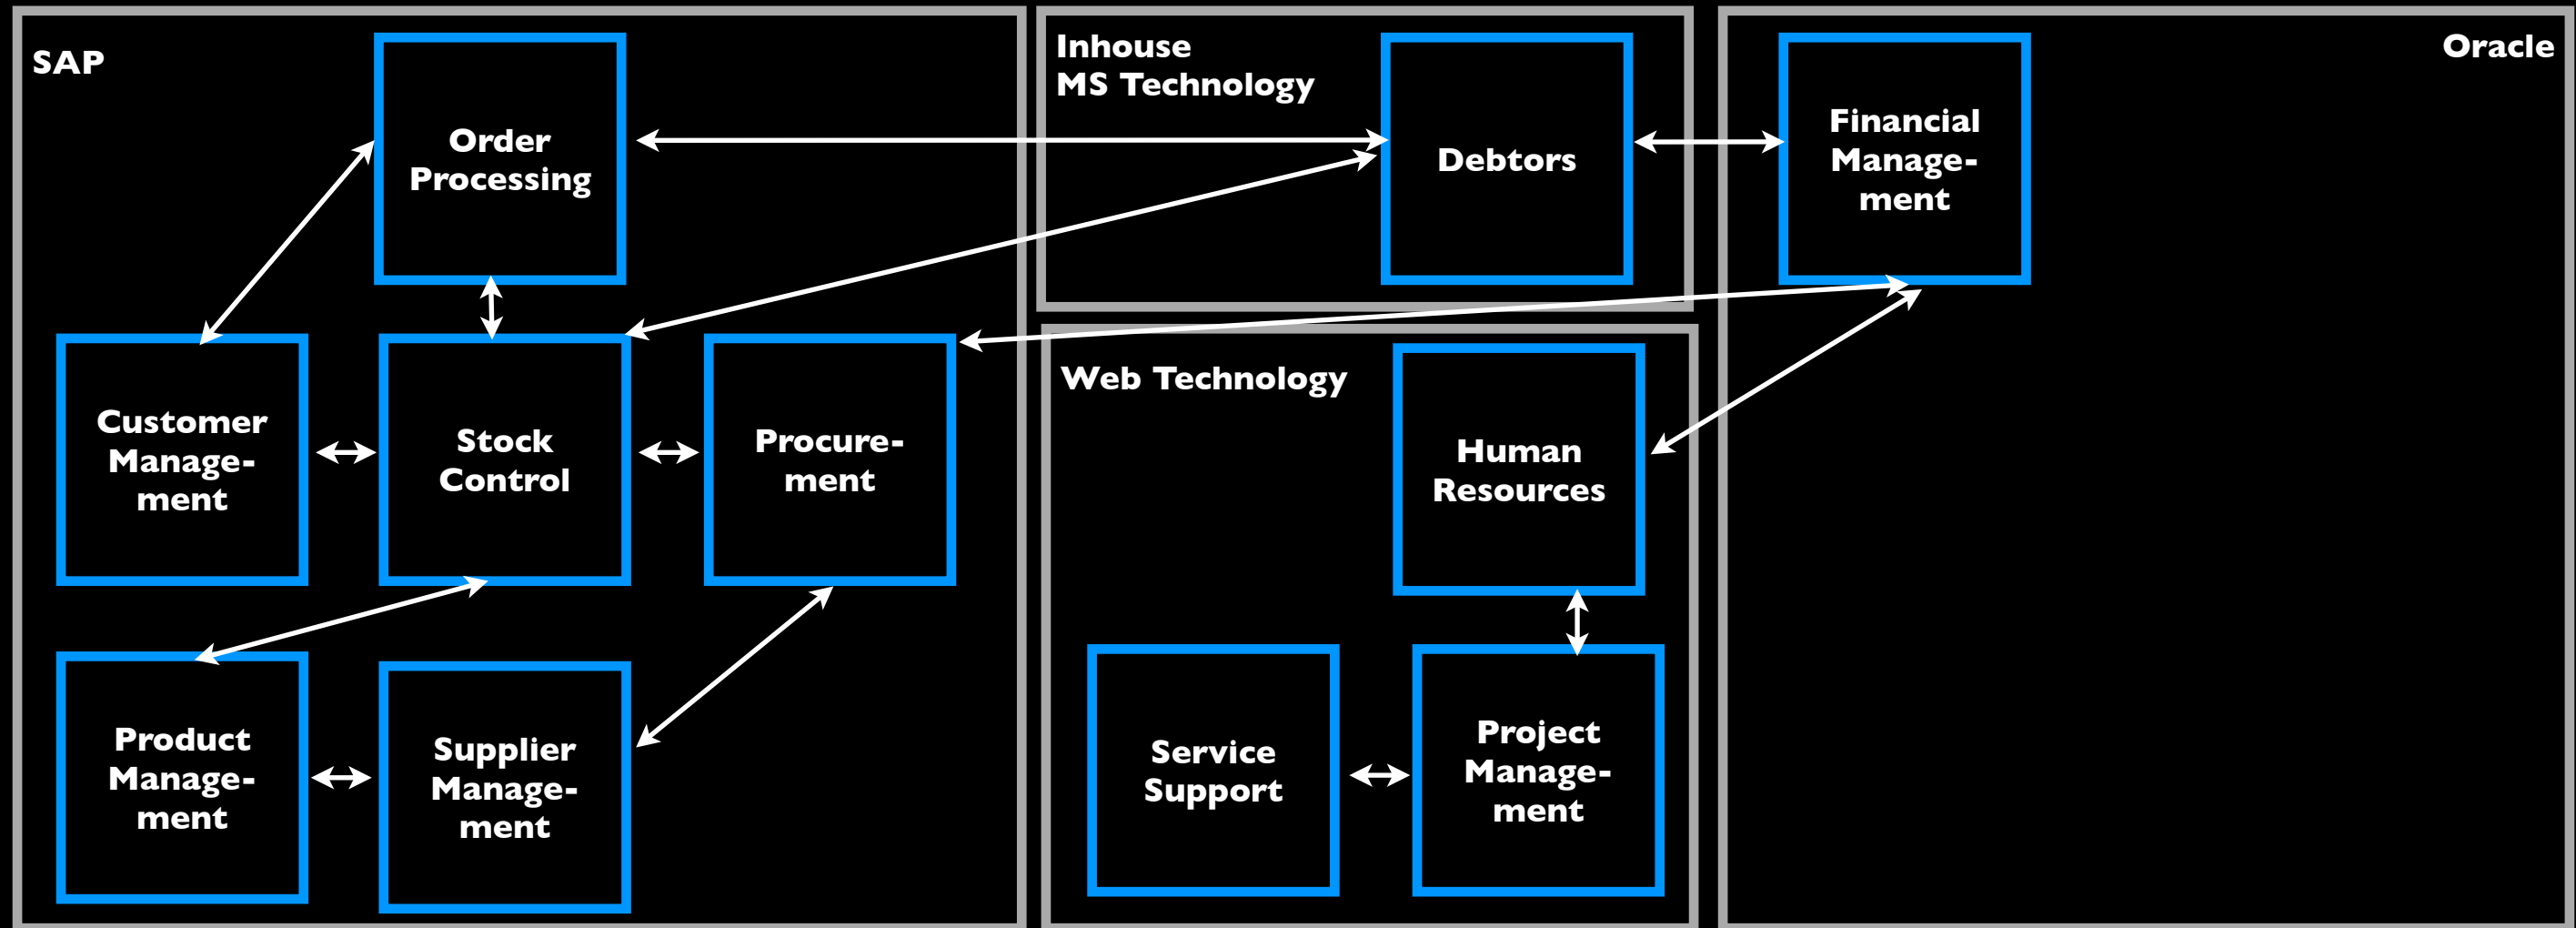 SAP
Order
Processing
Customer
Manage-
ment
Stock
Control
Procure-
ment
Product
Manage-
ment
Supplier
Manage-
ment
Inhouse
MS Technology
Debtors
Web Technology
Human
Resources
Service
Support
Project
Manage-
ment
Oracle
Financial
Manage-
ment